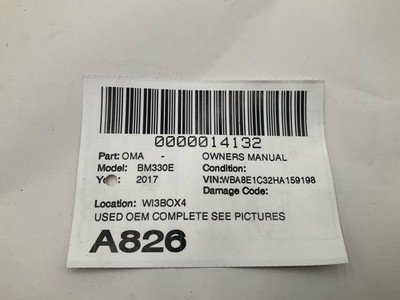 0000014132
Part: OMA - OWNERS MANUAL
Model: BM330E Condition:
2017 VIN:WBA8E1C32HA159198
Damage Code:
Location: WI3BOX4
USED OEM COMPLETE SEE PICTURES
A826